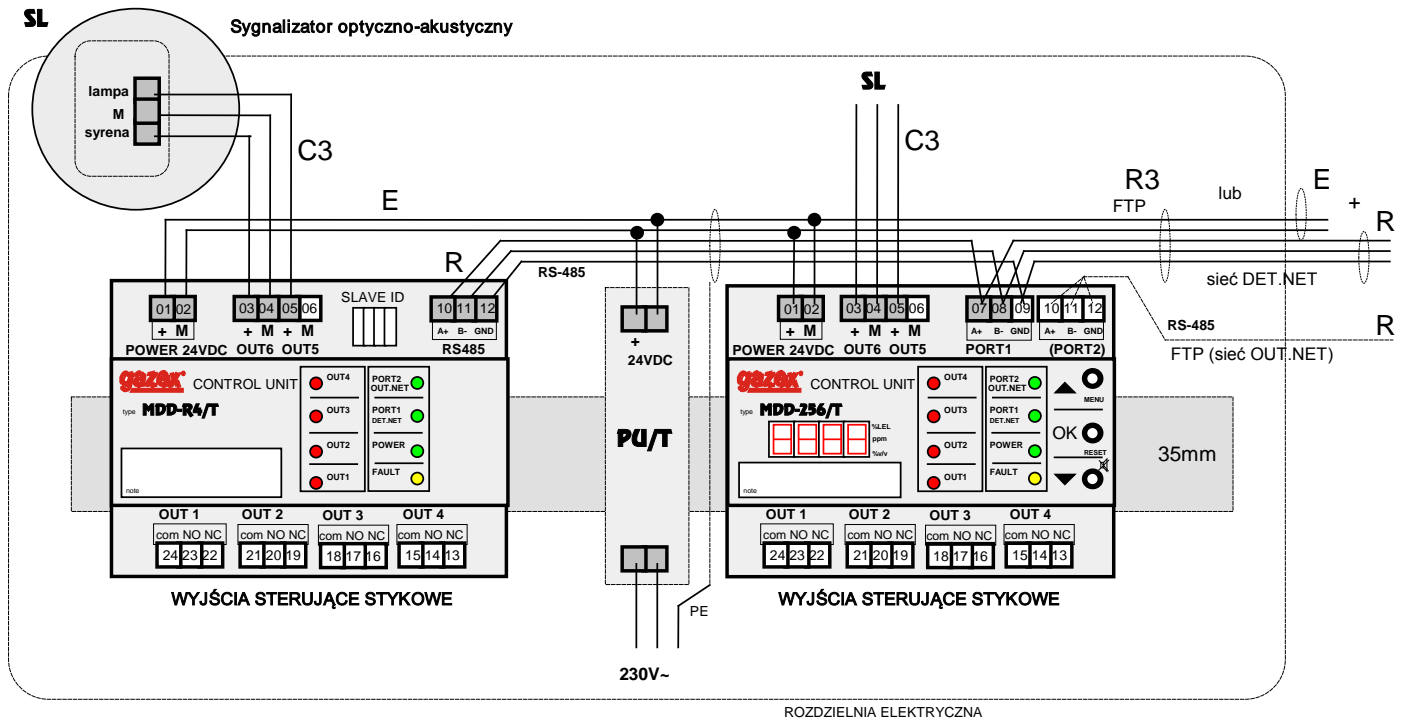 SL
Sygnalizator optyczno-akustyczny
lampa
M
syrena
C3
E
R
RS-485
SL
C3
R3
FTP
lub
E
+
R
sieć DET.NET
RS-485
R
FTP (sieć OUT.NET)
01 02
03 04 05 06
SLAVE ID
10 11 12
+ M
+ M + M
A+ B- GND
POWER 24VDC OUT6 OUT5
RS485
gazex CONTROL UNIT
type MDD-R4/T
note
OUT4
OUT3
OUT2
OUT1
PORT2 OUT.NET
PORT1 DET.NET
POWER
FAULT
OUT 1 OUT 2 OUT 3 OUT 4
com NO NC com NO NC com NO NC com NO NC
24 23 22 21 20 19 18 17 16 15 14 13
WYJŚCIA STERUJĄCE STYKOWE
+
24VDC
PU/T
230V~
PE
01 02
03 04 05 06
07 08 09
10 11 12
+ M
+ M + M
A+ B- GND
A+ B- GND
POWER 24VDC OUT6 OUT5
PORT1
(PORT2)
gazex CONTROL UNIT
type MDD-256/T
8888
%LEL
ppm
%v/v
note
OUT4
OUT3
OUT2
OUT1
PORT2 OUT.NET
PORT1 DET.NET
POWER
FAULT
MENU
OK
RESET
35mm
OUT 1 OUT 2 OUT 3 OUT 4
com NO NC com NO NC com NO NC com NO NC
24 23 22 21 20 19 18 17 16 15 14 13
WYJŚCIA STERUJĄCE STYKOWE
ROZDZIELNIA ELEKTRYCZNA